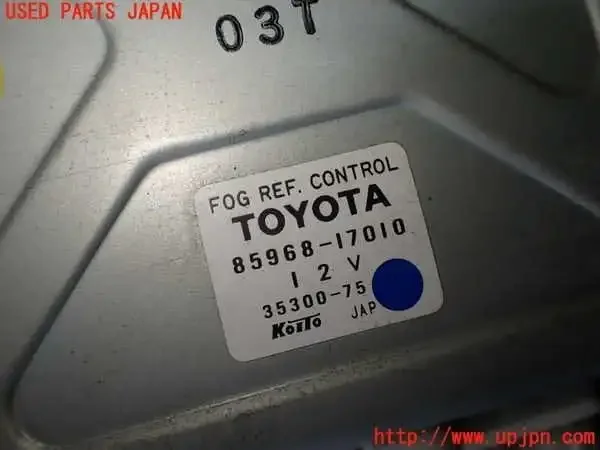 USED PARTS JAPAN
03T
FOG REF. CONTROL
TOYOTA
85968-17010
12V
35300-75
KOITO JAP
http://www.upjpn.com/